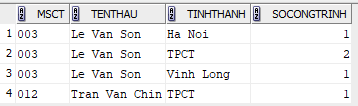 MSCT TENTHAU TINHTHANH SOCONGTRINH
1 003 Le Van Son Ha Noi 1
2 003 Le Van Son TPCT 2
3 003 Le Van Son Vinh Long 1
4 012 Tran Van Chin TPCT 1